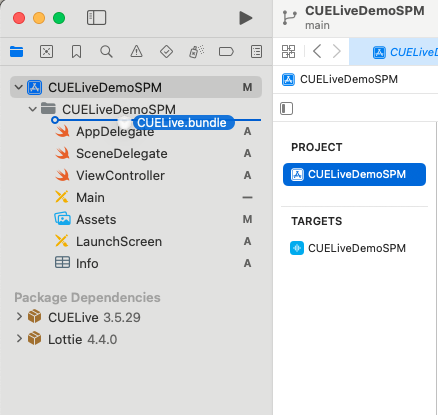 CUELiveDemoSPM
main
CUELiveD
CUELiveDemoSPM M
CUELiveDemoSPM
CUELiveDemoSPM
CUELive.bundle
AppDelegate A
SceneDelegate A
ViewController A
Main —
Assets M
LaunchScreen A
Info A
Package Dependencies
CUELive 3.5.29
Lottie 4.4.0
PROJECT
CUELiveDemoSPM
TARGETS
CUELiveDemoSPM